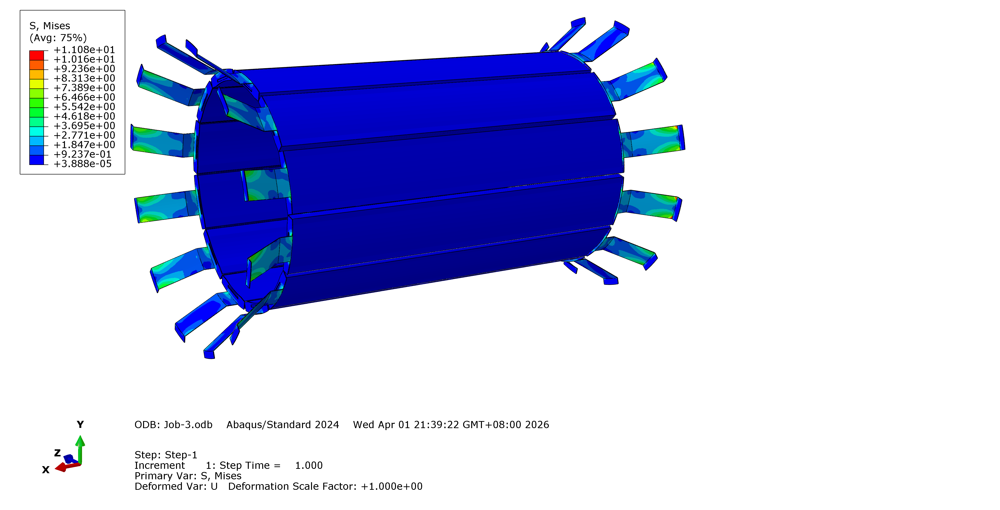 S, Mises
(Avg: 75%)
+1.108e+01
+1.016e+01
+9.236e+00
+8.313e+00
+7.389e+00
+6.466e+00
+5.542e+00
+4.618e+00
+3.695e+00
+2.771e+00
+1.847e+00
+9.237e-01
+3.888e-05
Y
Z
X
ODB: Job-3.odb    Abaqus/Standard 2024    Wed Apr 01 21:39:22 GMT+08:00 2026
Step: Step-1
Increment      1: Step Time =    1.000
Primary Var: S, Mises
Deformed Var: U   Deformation Scale Factor: +1.000e+00